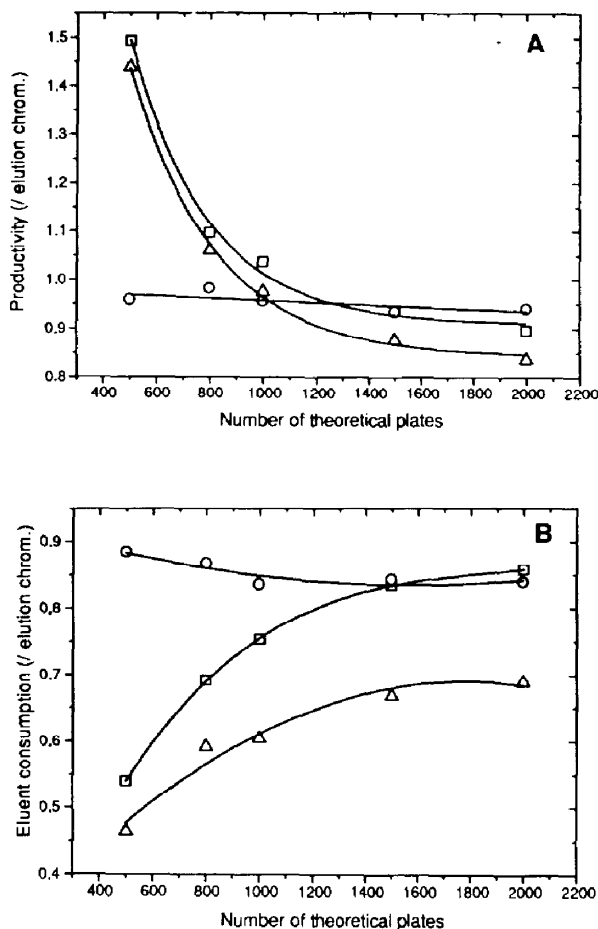 A
Productivity (/ elution chrom.)
1.5
1.4
1.3
1.2
1.1
1.0
0.9
0.8
400 600 800 1000 1200 1400 1600 1800 2000 2200
Number of theoretical plates
B
Eluent consumption (/ elution chrom.)
0.9
0.8
0.7
0.6
0.5
0.4
400 600 800 1000 1200 1400 1600 1800 2000 2200
Number of theoretical plates